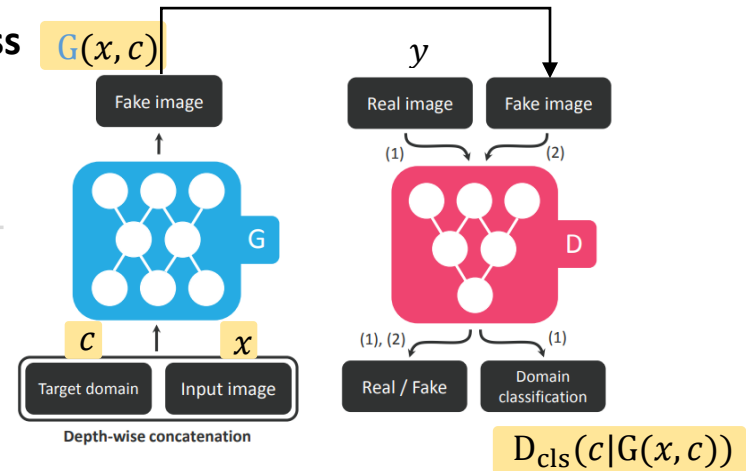 ss G(x, c)
y
Fake image
Real image
Fake image
(1)
(2)
G
D
c
x
(1), (2)
(1)
Target domain
Input image
Real / Fake
Domain
classification
Depth-wise concatenation
D_cls(c|G(x, c))